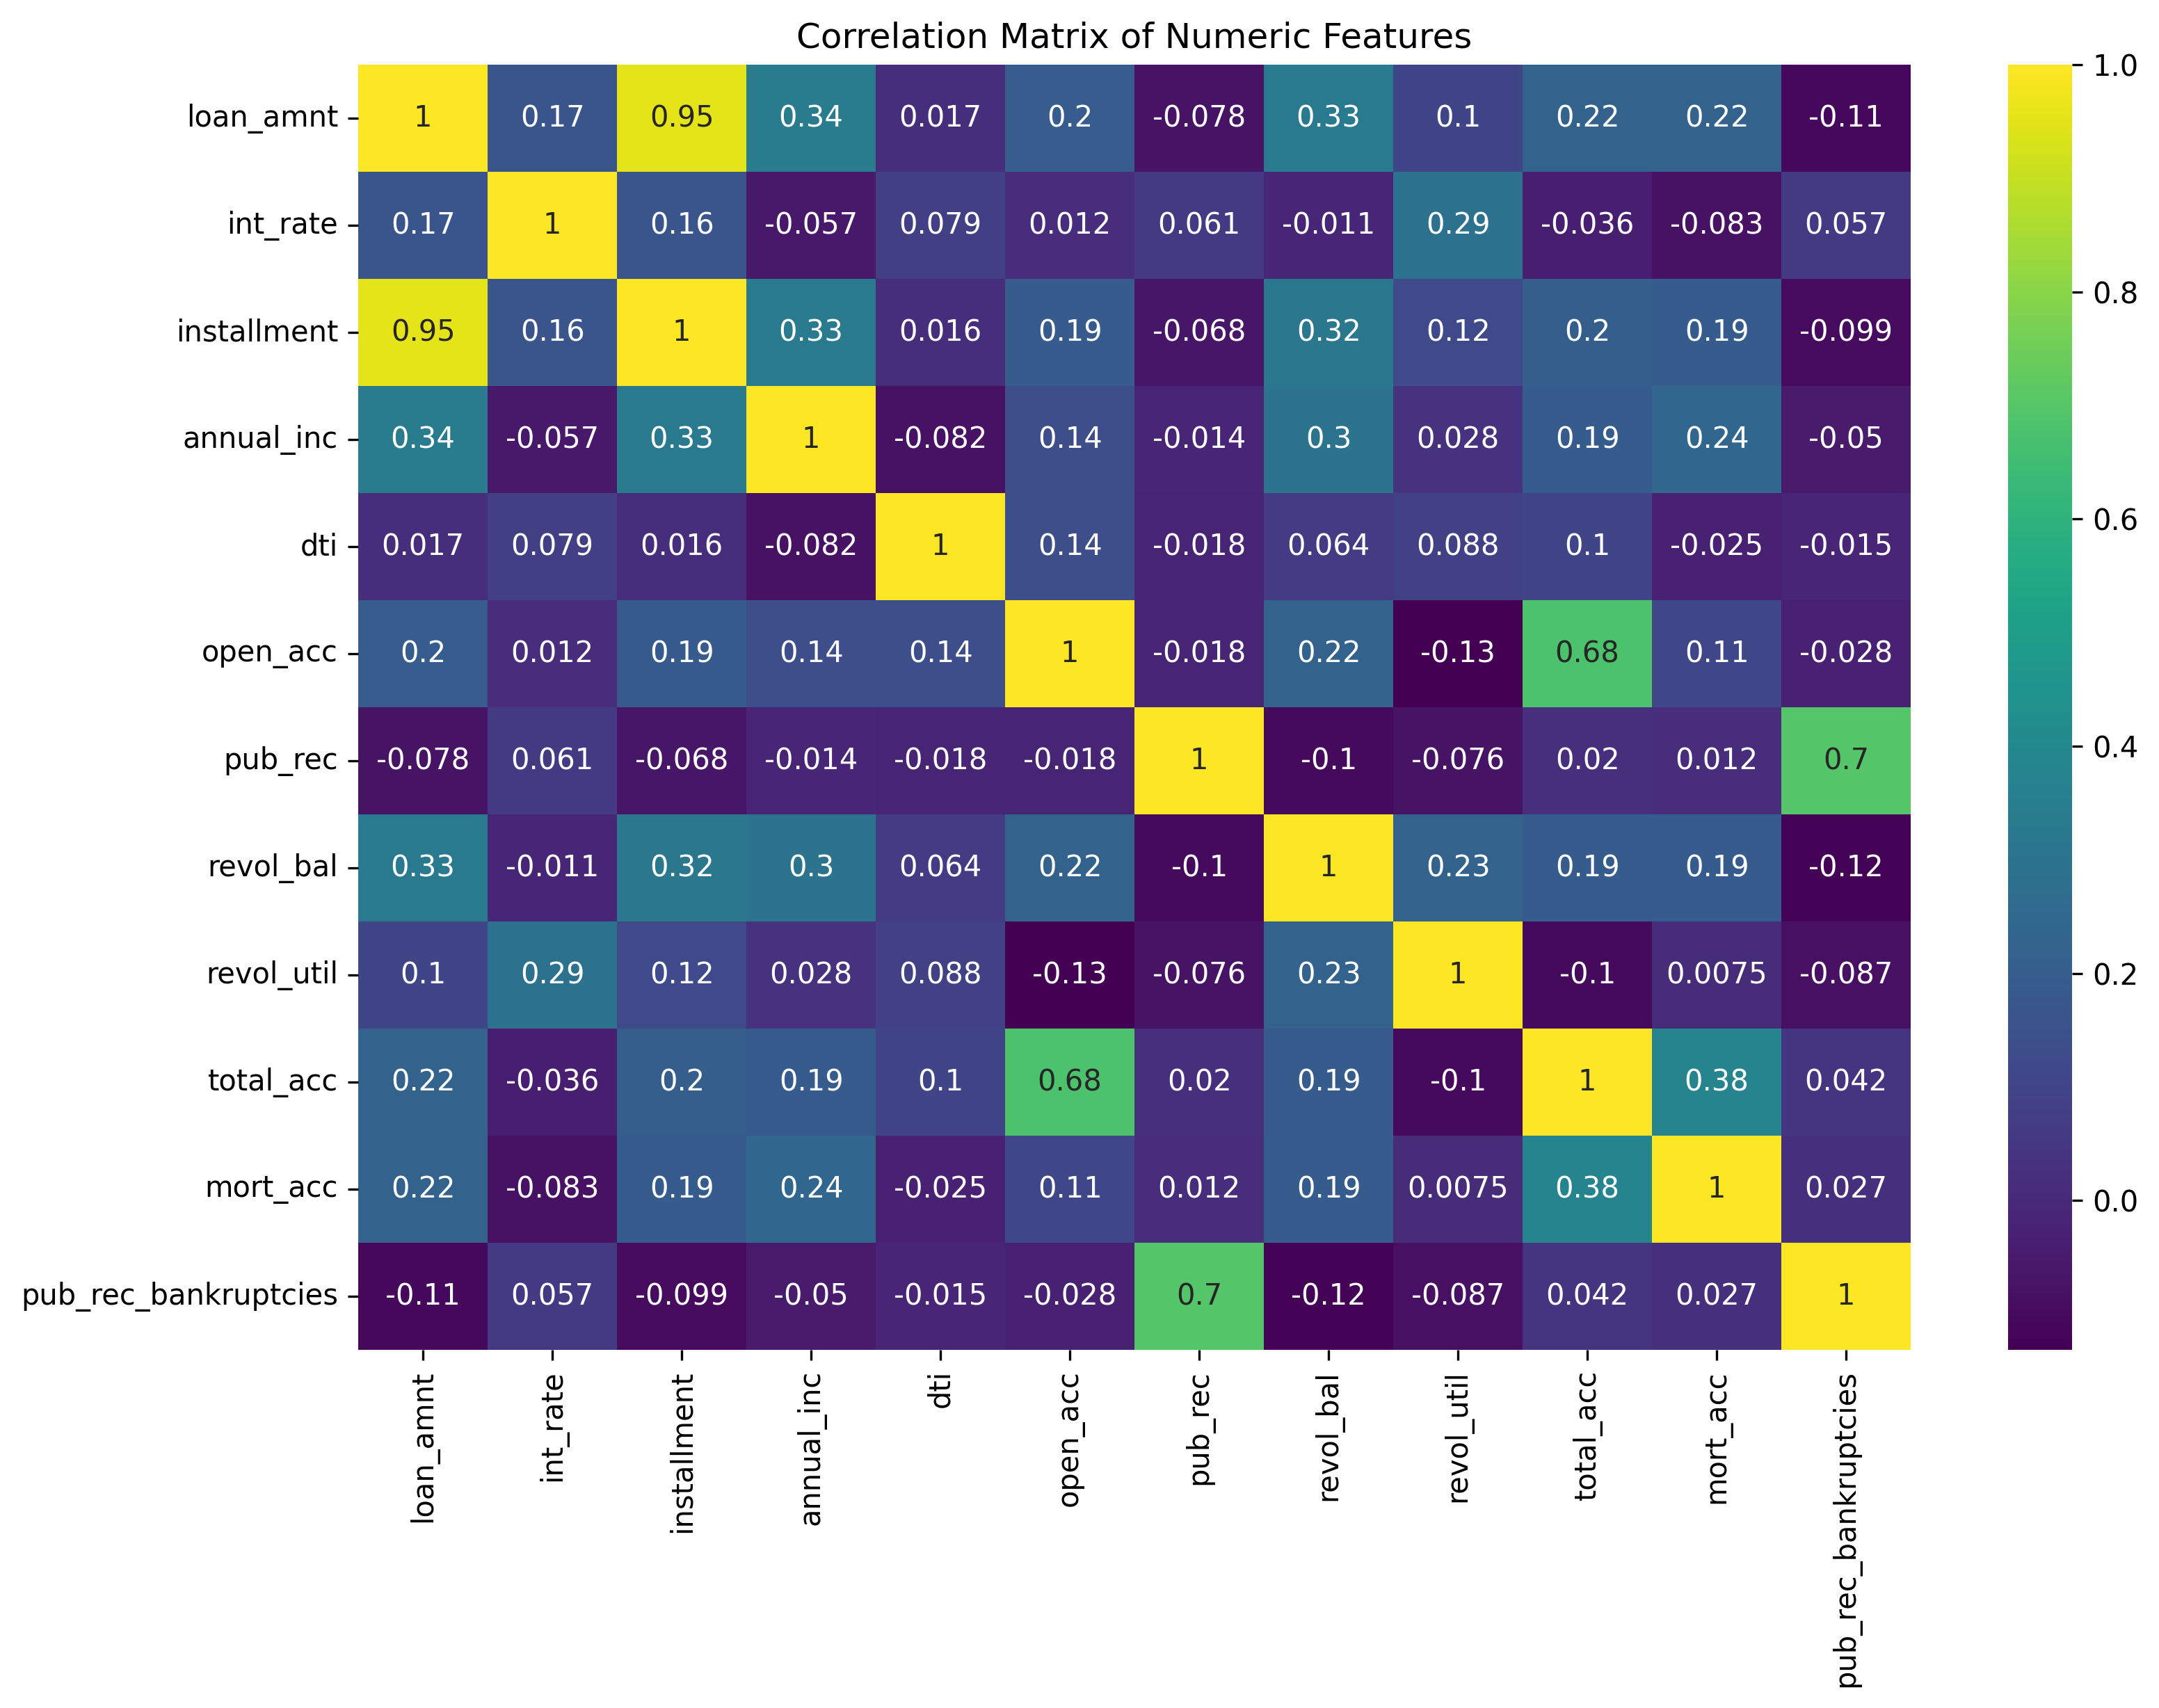 Correlation Matrix of Numeric Features
loan_amnt 1 0.17 0.95 0.34 0.017 0.2 -0.078 0.33 0.1 0.22 0.22 -0.11
int_rate 0.17 1 0.16 -0.057 0.079 0.012 0.061 -0.011 0.29 -0.036 -0.083 0.057
installment 0.95 0.16 1 0.33 0.016 0.19 -0.068 0.32 0.12 0.2 0.19 -0.099
annual_inc 0.34 -0.057 0.33 1 -0.082 0.14 -0.014 0.3 0.028 0.19 0.24 -0.05
dti 0.017 0.079 0.016 -0.082 1 0.14 -0.018 0.064 0.088 0.1 -0.025 -0.015
open_acc 0.2 0.012 0.19 0.14 0.14 1 -0.018 0.22 -0.13 0.68 0.11 -0.028
pub_rec -0.078 0.061 -0.068 -0.014 -0.018 -0.018 1 -0.1 -0.076 0.02 0.012 0.7
revol_bal 0.33 -0.011 0.32 0.3 0.064 0.22 -0.1 1 0.23 0.19 0.19 -0.12
revol_util 0.1 0.29 0.12 0.028 0.088 -0.13 -0.076 0.23 1 -0.1 0.0075 -0.087
total_acc 0.22 -0.036 0.2 0.19 0.1 0.68 0.02 0.19 -0.1 1 0.38 0.042
mort_acc 0.22 -0.083 0.19 0.24 -0.025 0.11 0.012 0.19 0.0075 0.38 1 0.027
pub_rec_bankruptcies -0.11 0.057 -0.099 -0.05 -0.015 -0.028 0.7 -0.12 -0.087 0.042 0.027 1
loan_amnt int_rate installment annual_inc dti open_acc pub_rec revol_bal revol_util total_acc mort_acc pub_rec_bankruptcies
1.0
0.8
0.6
0.4
0.2
0.0